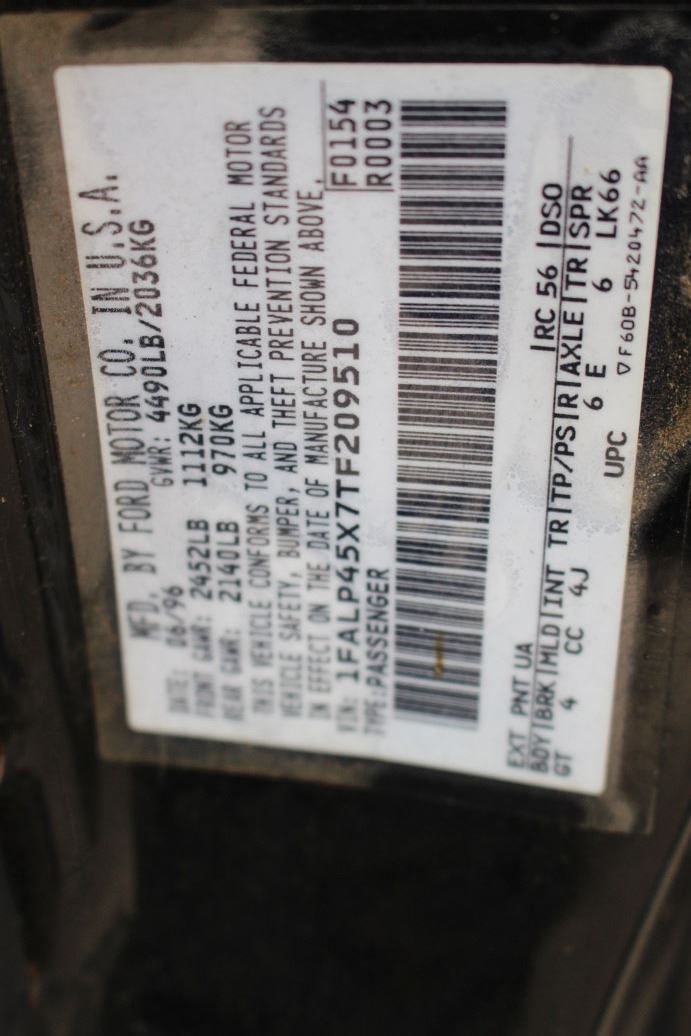 MFD. BY FORD MOTOR CO. IN U.S.A.
DATE: 06/96 GVWR: 4490LB/2036KG
FRONT GAWR: 2452LB 1112KG
REAR GAWR: 2140LB 970KG
THIS VEHICLE CONFORMS TO ALL APPLICABLE FEDERAL MOTOR
VEHICLE SAFETY, BUMPER, AND THEFT PREVENTION STANDARDS
IN EFFECT ON THE DATE OF MANUFACTURE SHOWN ABOVE.
VIN: 1FALP45X7TF209510
F0154
TYPE: PASSENGER
R0003
EXT PNT UA |RC 56 |DSO
BDY|BRK|MLD|INT TR|TP/PS|R|AXLE|TR|SPR
GT 4 CC 4J 6 E 6 LK66
UPC ▽F60B-5420472-AA